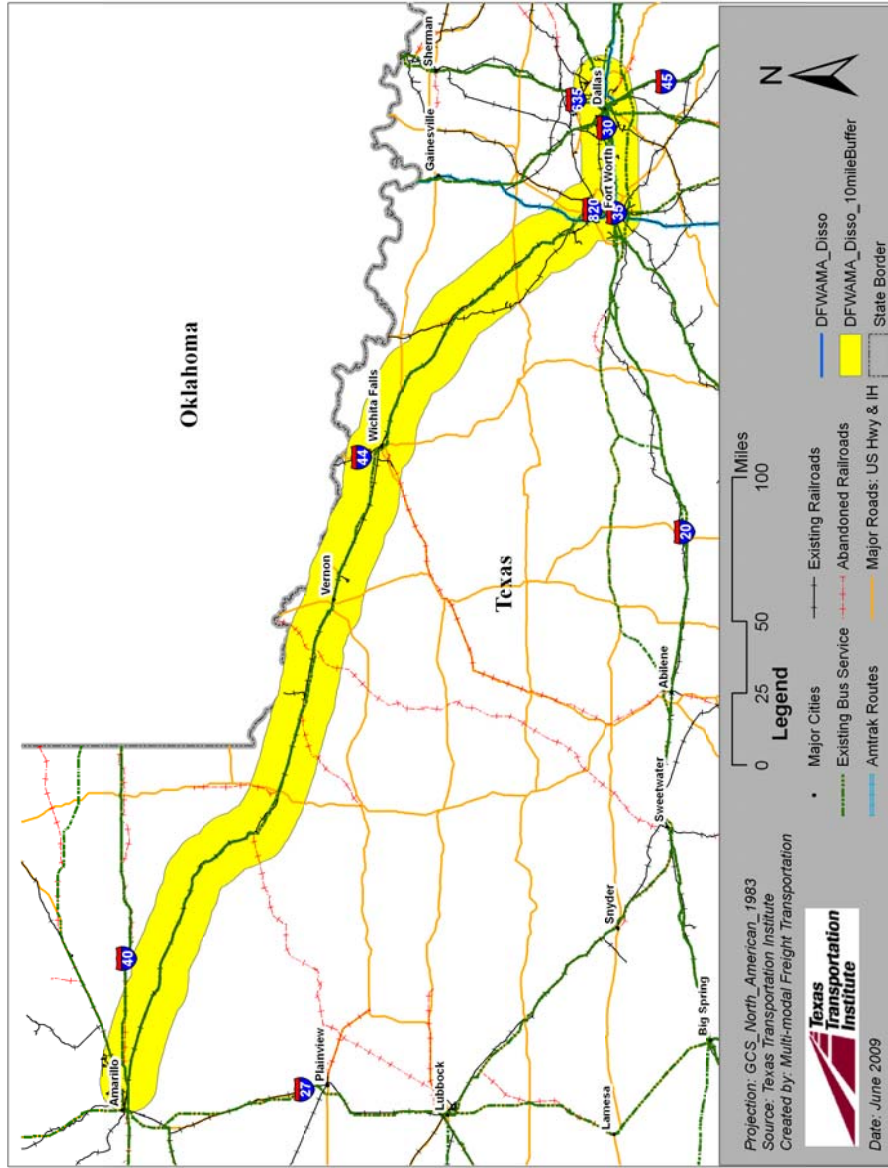 Oklahoma
Texas
Sherman
Gainesville
635
Dallas
45
30
820
Fort Worth
35
Wichita Falls
44
Vernon
20
Abilene
Sweetwater
Snyder
Big Spring
40
Amarillo
Plainview
27
Lubbock
Lamesa
0 25 50 100
Miles
Legend
Major Cities
Existing Bus Service
Amtrak Routes
Existing Railroads
Abandoned Railroads
Major Roads: US Hwy & IH
DFWAMA_Disso
DFWAMA_Disso_10mileBuffer
State Border
N
Projection: GCS_North_American_1983
Source: Texas Transportation Institute
Created by: Multi-modal Freight Transportation
Texas
Transportation
Institute
Date: June 2009